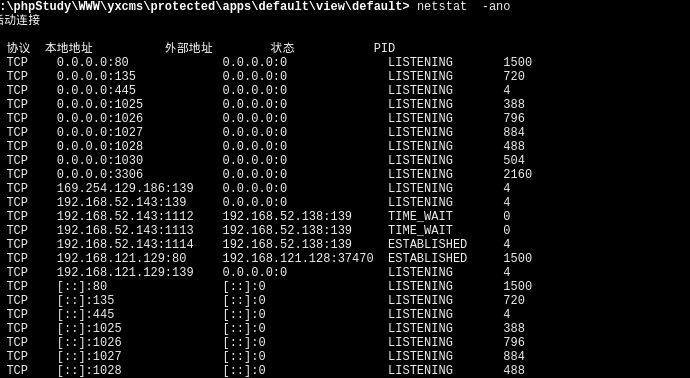 :\phpStudy\WWW\yxcms\protected\apps\default\view\default> netstat  -ano
活动连接
协议  本地地址          外部地址        状态           PID
TCP    0.0.0.0:80             0.0.0.0:0              LISTENING       1500
TCP    0.0.0.0:135            0.0.0.0:0              LISTENING       720
TCP    0.0.0.0:445            0.0.0.0:0              LISTENING       4
TCP    0.0.0.0:1025           0.0.0.0:0              LISTENING       388
TCP    0.0.0.0:1026           0.0.0.0:0              LISTENING       796
TCP    0.0.0.0:1027           0.0.0.0:0              LISTENING       884
TCP    0.0.0.0:1028           0.0.0.0:0              LISTENING       488
TCP    0.0.0.0:1030           0.0.0.0:0              LISTENING       504
TCP    0.0.0.0:3306           0.0.0.0:0              LISTENING       2160
TCP    169.254.129.186:139    0.0.0.0:0              LISTENING       4
TCP    192.168.52.143:139     0.0.0.0:0              LISTENING       4
TCP    192.168.52.143:1112    192.168.52.138:139     TIME_WAIT       0
TCP    192.168.52.143:1113    192.168.52.138:139     TIME_WAIT       0
TCP    192.168.52.143:1114    192.168.52.138:139     ESTABLISHED     4
TCP    192.168.121.129:80     192.168.121.128:37470  ESTABLISHED     1500
TCP    192.168.121.129:139    0.0.0.0:0              LISTENING       4
TCP    [::]:80                [::]:0                 LISTENING       1500
TCP    [::]:135               [::]:0                 LISTENING       720
TCP    [::]:445               [::]:0                 LISTENING       4
TCP    [::]:1025              [::]:0                 LISTENING       388
TCP    [::]:1026              [::]:0                 LISTENING       796
TCP    [::]:1027              [::]:0                 LISTENING       884
TCP    [::]:1028              [::]:0                 LISTENING       488